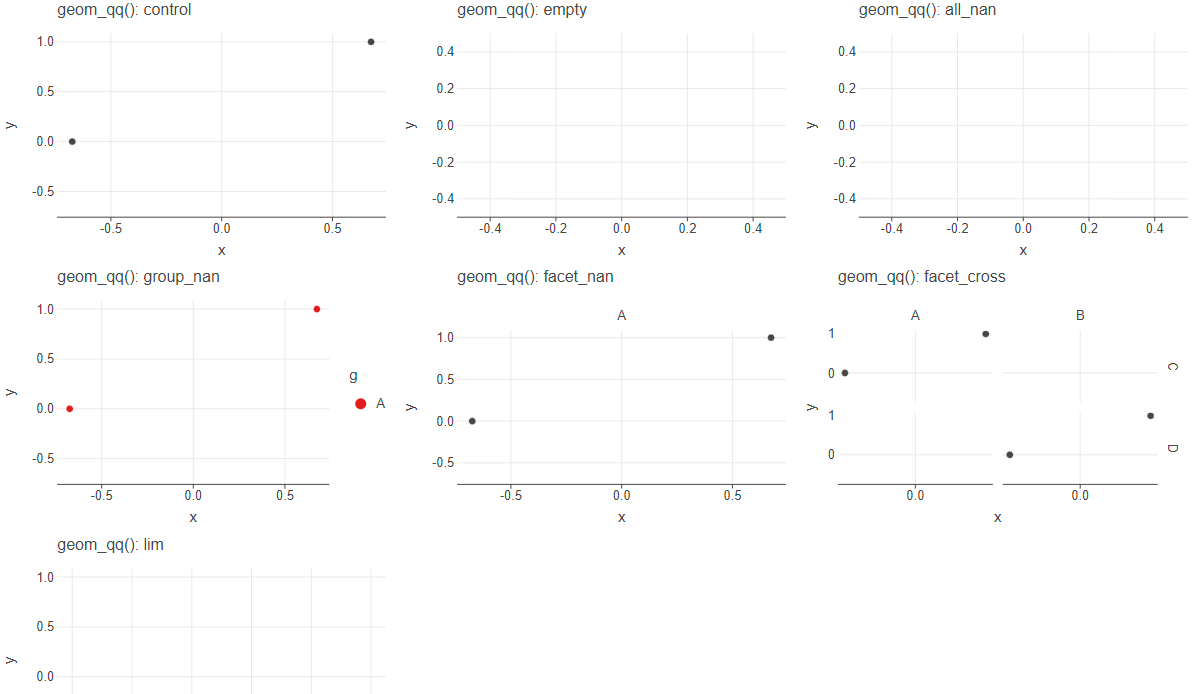 geom_qq(): control
1.0
0.5
0.0
-0.5
y
-0.5 0.0 0.5
x
geom_qq(): empty
0.4
0.2
0.0
-0.2
-0.4
y
-0.4 -0.2 0.0 0.2 0.4
x
geom_qq(): all_nan
0.4
0.2
0.0
-0.2
-0.4
y
-0.4 -0.2 0.0 0.2 0.4
x
geom_qq(): group_nan
1.0
0.5
0.0
-0.5
y
-0.5 0.0 0.5
x
g
A
geom_qq(): facet_nan
A
1.0
0.5
0.0
-0.5
y
-0.5 0.0 0.5
x
geom_qq(): facet_cross
A B
1
0
C
1
0
D
y
0.0 0.0
x
geom_qq(): lim
1.0
0.5
0.0
y